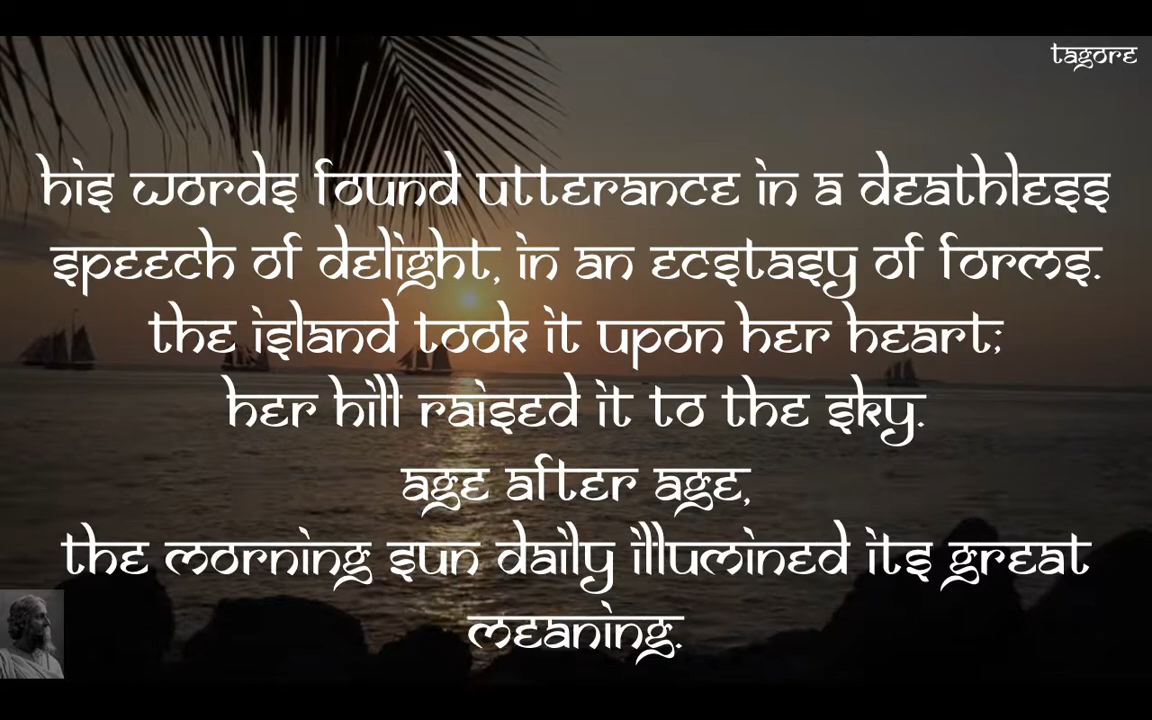 tagore
his words found utterance in a deathless
speech of delight, in an ecstasy of forms.
the island took it upon her heart;
her hill raised it to the sky.
age after age,
the morning sun daily illumined its great
meaning.